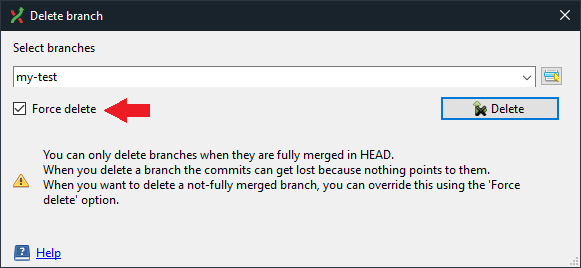 Delete branch
Select branches
my-test
Force delete
Delete
You can only delete branches when they are fully merged in HEAD.
When you delete a branch the commits can get lost because nothing points to them.
When you want to delete a not-fully merged branch, you can override this using the 'Force
delete' option.
Help